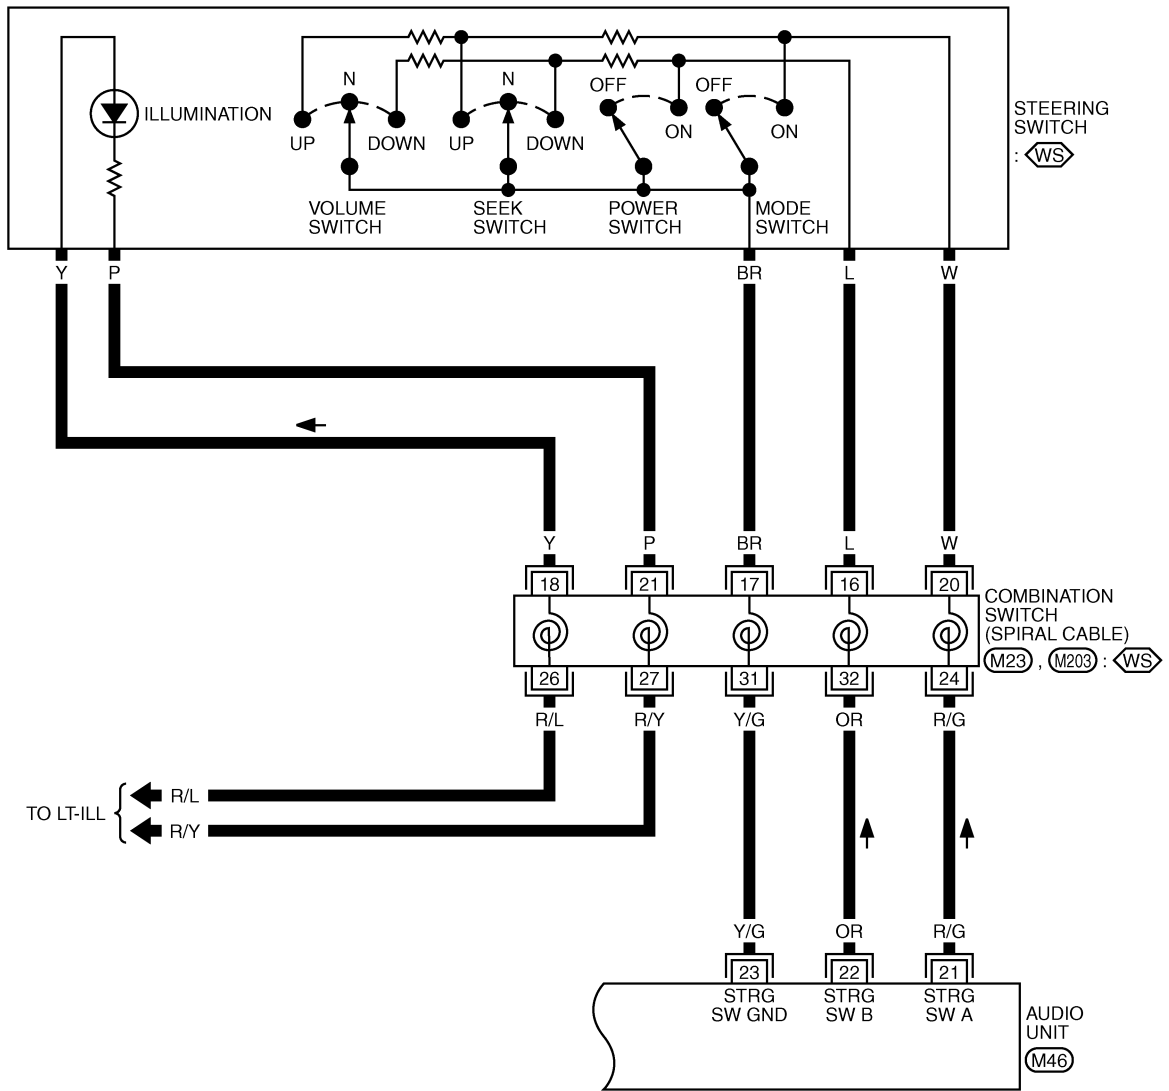 N
N
OFF
OFF
ILLUMINATION
UP
DOWN
UP
DOWN
ON
ON
STEERING
SWITCH
: WS
VOLUME
SWITCH
SEEK
SWITCH
POWER
SWITCH
MODE
SWITCH
Y P BR L W
Y P BR L W
18 21 17 16 20
COMBINATION
SWITCH
(SPIRAL CABLE)
M23 , M203 : WS
26 27 31 32 24
R/L R/Y Y/G OR R/G
R/L
TO LT-ILL
R/Y
Y/G OR R/G
23 22 21
STRG
SW GND
STRG
SW B
STRG
SW A
AUDIO
UNIT
M46